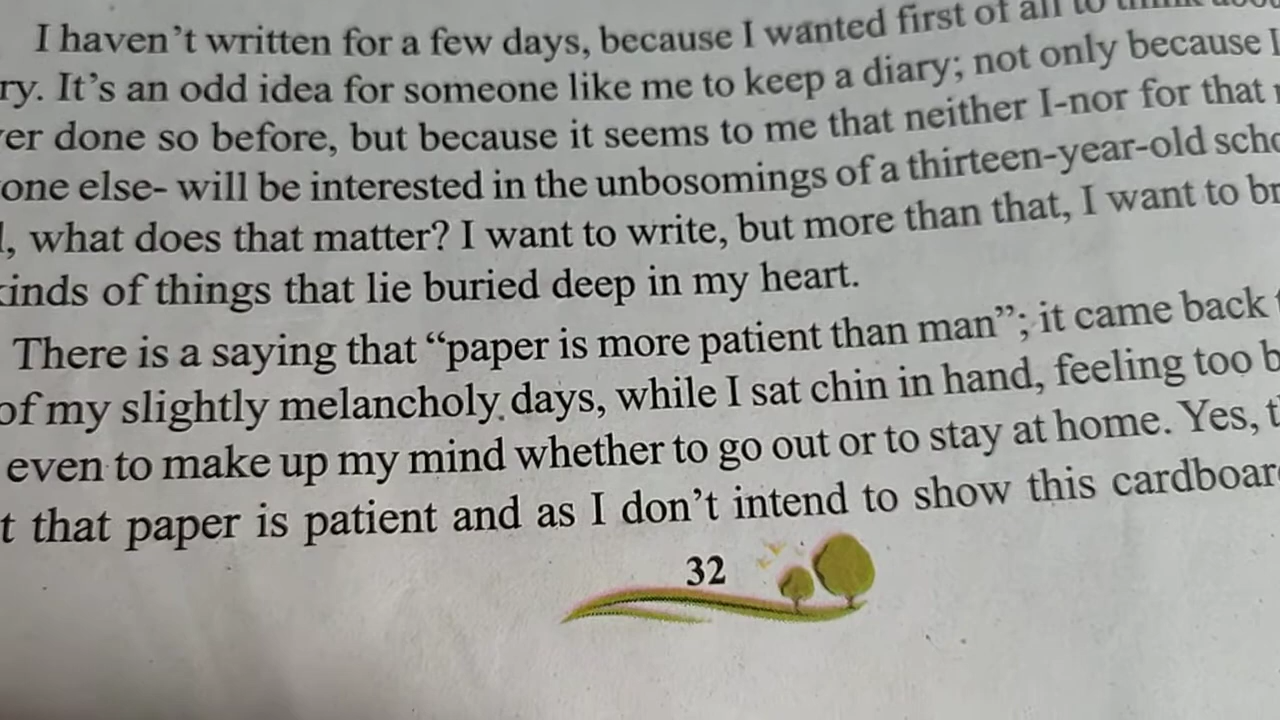 I haven't written for a few days, because I wanted first of all to think
ry. It's an odd idea for someone like me to keep a diary; not only because I
er done so before, but because it seems to me that neither I-nor for that
one else- will be interested in the unbosomings of a thirteen-year-old
, what does that matter? I want to write, but more than that, I want to
kinds of things that lie buried deep in my heart.
There is a saying that “paper is more patient than man”; it came back
of my slightly melancholy days, while I sat chin in hand, feeling too
even to make up my mind whether to go out or to stay at home. Yes,
t that paper is patient and as I don't intend to show this cardboard
32